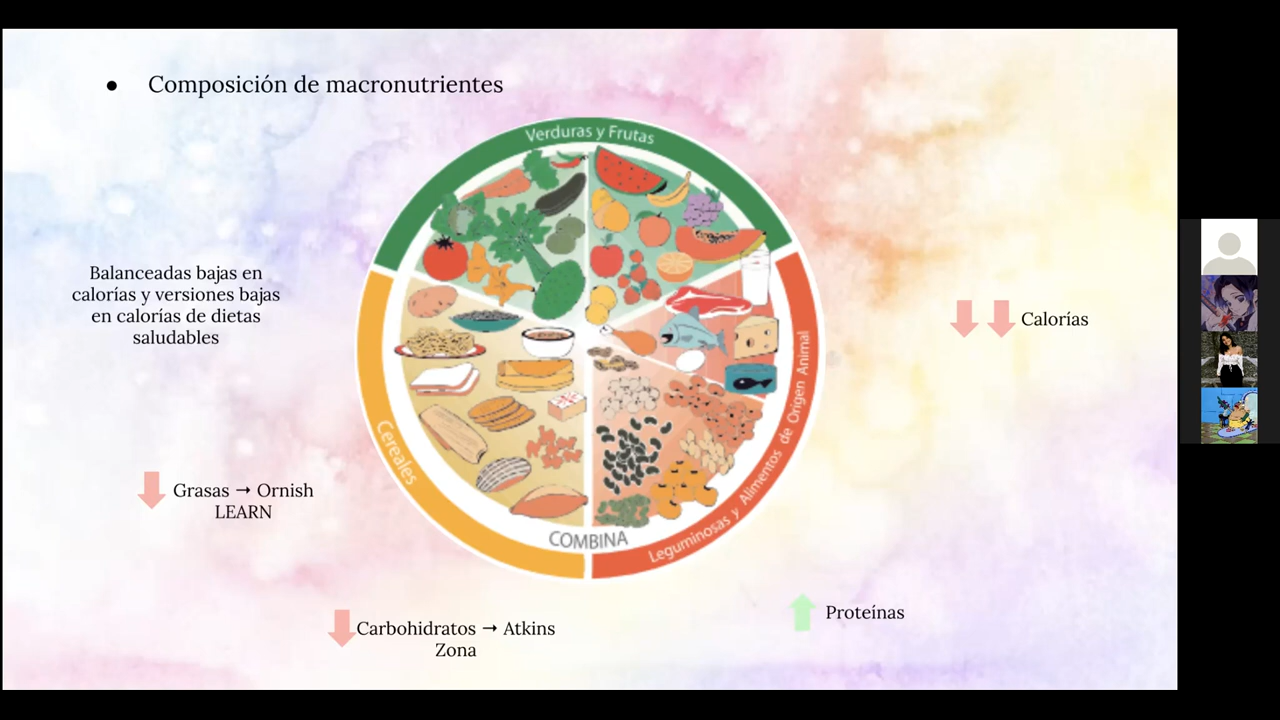 ● Composición de macronutrientes
Verduras y Frutas
Balanceadas bajas en
calorías y versiones bajas
en calorías de dietas
saludables
Calorías
Cereales
Leguminosas y Alimentos de Origen Animal
COMBINA
Grasas → Ornish
LEARN
Carbohidratos → Atkins
Zona
Proteínas